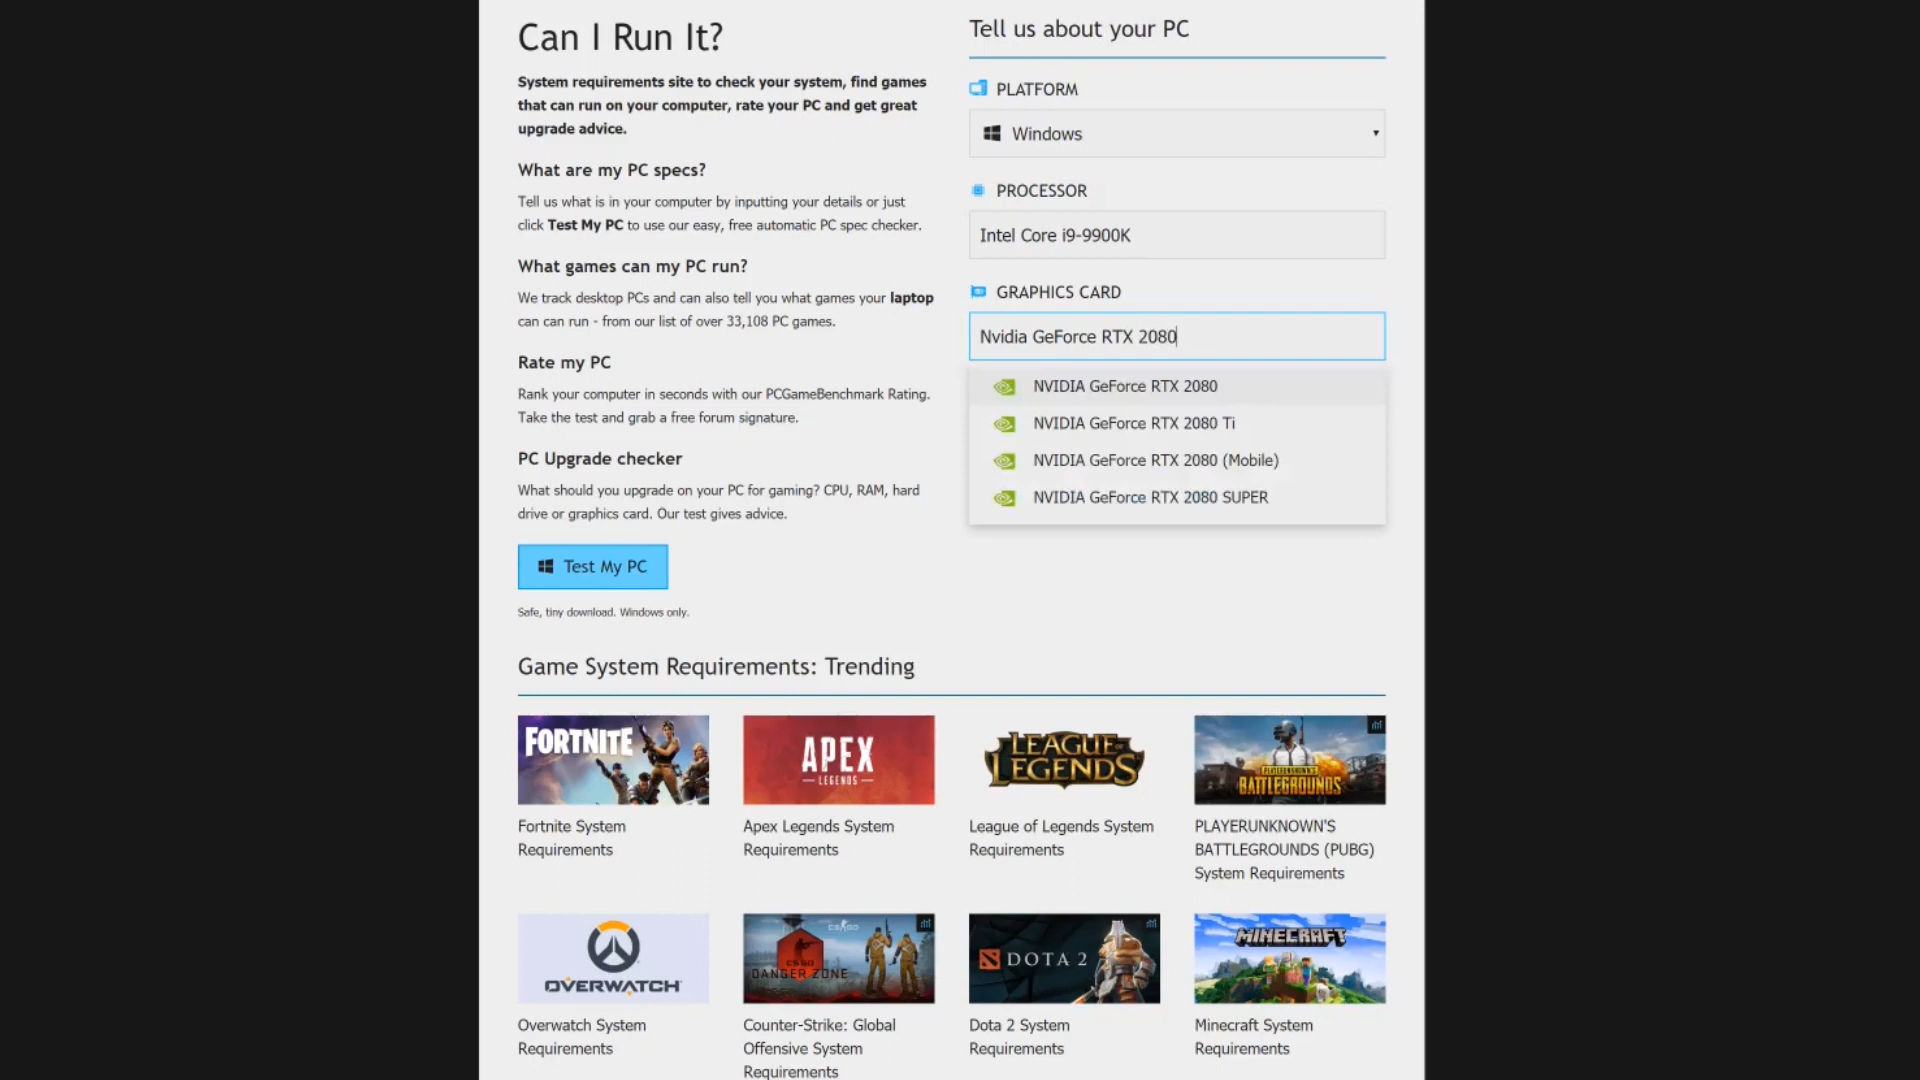 Can I Run It?
System requirements site to check your system, find games
that can run on your computer, rate your PC and get great
upgrade advice.
What are my PC specs?
Tell us what is in your computer by inputting your details or just
click Test My PC to use our easy, free automatic PC spec checker.
What games can my PC run?
We track desktop PCs and can also tell you what games your laptop
can can run - from our list of over 33,108 PC games.
Rate my PC
Rank your computer in seconds with our PCGameBenchmark Rating.
Take the test and grab a free forum signature.
PC Upgrade checker
What should you upgrade on your PC for gaming? CPU, RAM, hard
drive or graphics card. Our test gives advice.
Test My PC
Safe, tiny download. Windows only.
Tell us about your PC
PLATFORM
Windows
PROCESSOR
Intel Core i9-9900K
GRAPHICS CARD
Nvidia GeForce RTX 2080
NVIDIA GeForce RTX 2080
NVIDIA GeForce RTX 2080 Ti
NVIDIA GeForce RTX 2080 (Mobile)
NVIDIA GeForce RTX 2080 SUPER
Game System Requirements: Trending
FORTNITE
Fortnite System
Requirements
APEX
LEGENDS
Apex Legends System
Requirements
LEAGUE OF
LEGENDS
League of Legends System
Requirements
PLAYERUNKNOWN'S
BATTLEGROUNDS
PLAYERUNKNOWN'S
BATTLEGROUNDS (PUBG)
System Requirements
OVERWATCH
Overwatch System
Requirements
CS:GO
CS:GO
DANGER ZONE
Counter-Strike: Global
Offensive System
Requirements
DOTA 2
Dota 2 System
Requirements
MINECRAFT
Minecraft System
Requirements